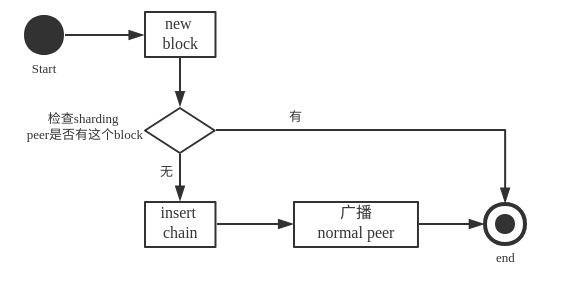 new
block
Start
检查sharding
peer是否有这个block
有
无
insert
chain
广播
normal peer
end